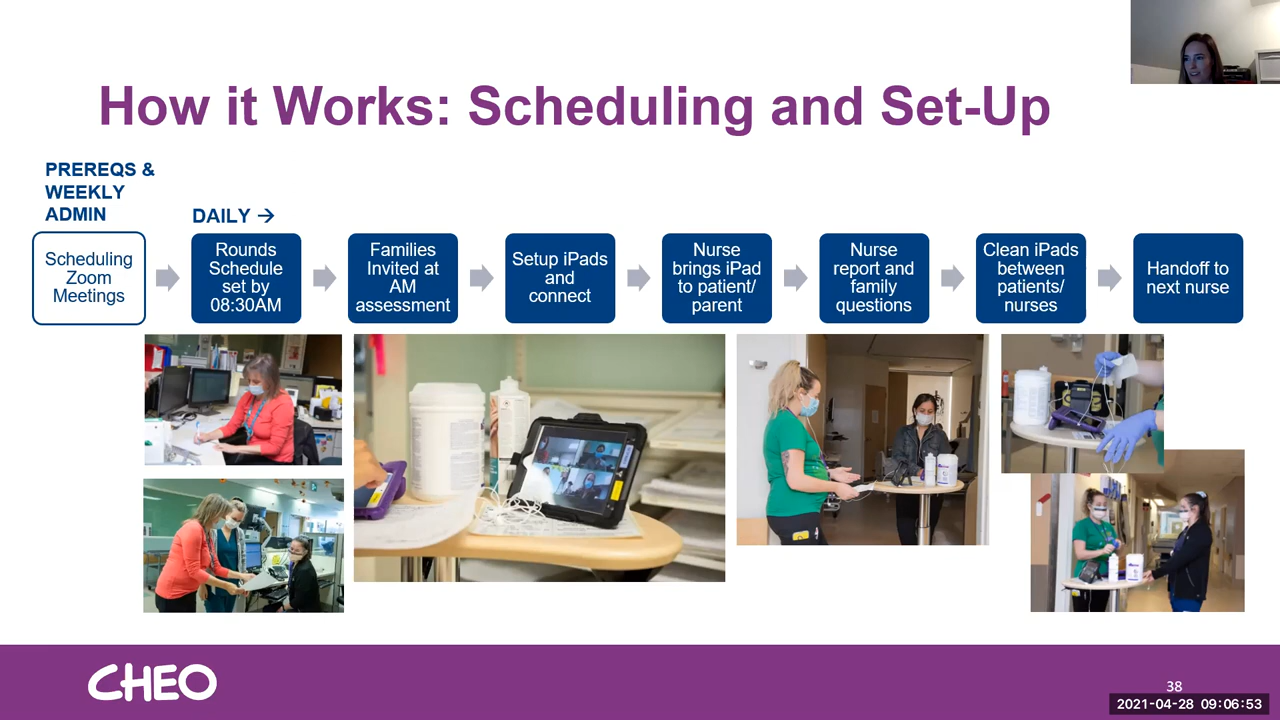 How it Works: Scheduling and Set-Up
PREREQS &
WEEKLY
ADMIN
DAILY →
Scheduling
Zoom
Meetings
Rounds
Schedule
set by
08:30AM
Families
Invited at
AM
assessment
Setup iPads
and
connect
Nurse
brings iPad
to patient/
parent
Nurse
report and
family
questions
Clean iPads
between
patients/
nurses
Handoff to
next nurse
CHEO
38
2021-04-28 09:06:53